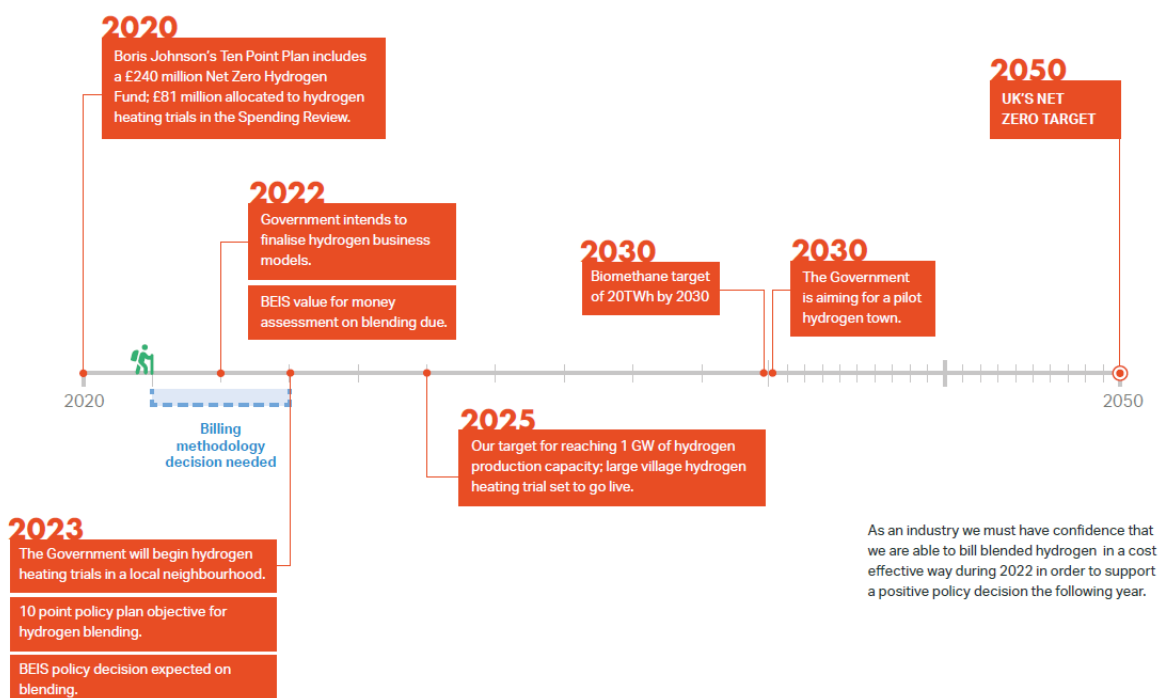 2020
Boris Johnson's Ten Point Plan includes
a £240 million Net Zero Hydrogen
Fund; £81 million allocated to hydrogen
heating trials in the Spending Review.
2050
UK'S NET
ZERO TARGET
2022
Government intends to
finalise hydrogen business
models.
BEIS value for money
assessment on blending due.
2030
Biomethane target
of 20TWh by 2030
2030
The Government
is aiming for a pilot
hydrogen town.
2020
2050
Billing
methodology
decision needed
2025
Our target for reaching 1 GW of hydrogen
production capacity; large village hydrogen
heating trial set to go live.
2023
The Government will begin hydrogen
heating trials in a local neighbourhood.
10 point policy plan objective for
hydrogen blending.
BEIS policy decision expected on
blending.
As an industry we must have confidence that
we are able to bill blended hydrogen in a cost
effective way during 2022 in order to support
a positive policy decision the following year.